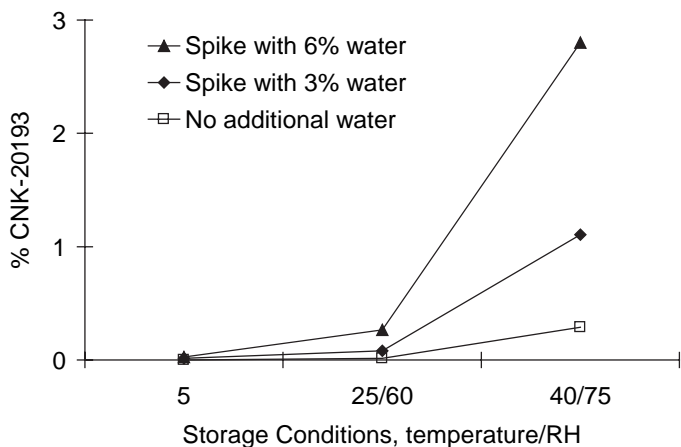 3
Spike with 6% water
Spike with 3% water
2
No additional water
% CNK-20193
1
0
5 25/60 40/75
Storage Conditions, temperature/RH